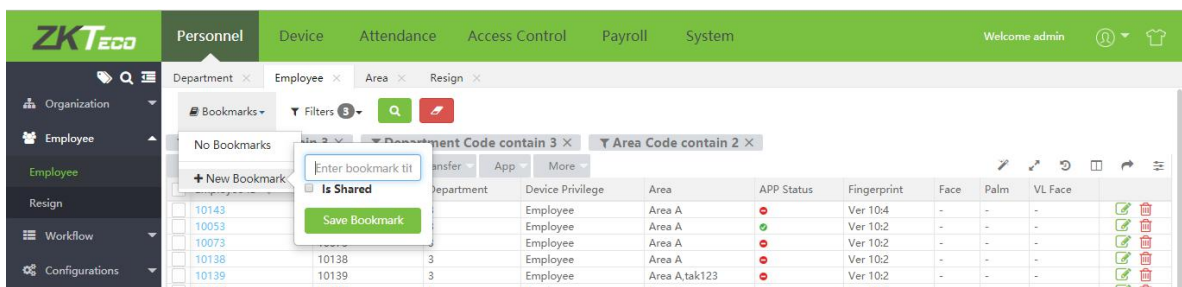 ZKTeco Personnel Device Attendance Access Control Payroll System Welcome admin
Department × Employee × Area × Resign ×
Organization
Bookmarks Filters 3
Employee
No Bookmarks
contain 3 × Department Code contain 3 × Area Code contain 2 ×
Enter bookmark tit
Transfer App More
Employee
+ New Bookmark
Is Shared
Department Device Privilege Area APP Status Fingerprint Face Palm VL Face
Resign
Save Bookmark
10143 Employee Area A Ver 10:4 - - -
10053 Employee Area A Ver 10:2 - - -
Workflow
10073 Employee Area A Ver 10:2 - - -
10138 10138 3 Employee Area A Ver 10:2 - - -
Configurations
10139 10139 3 Employee Area A,tak123 Ver 10:2 - - -